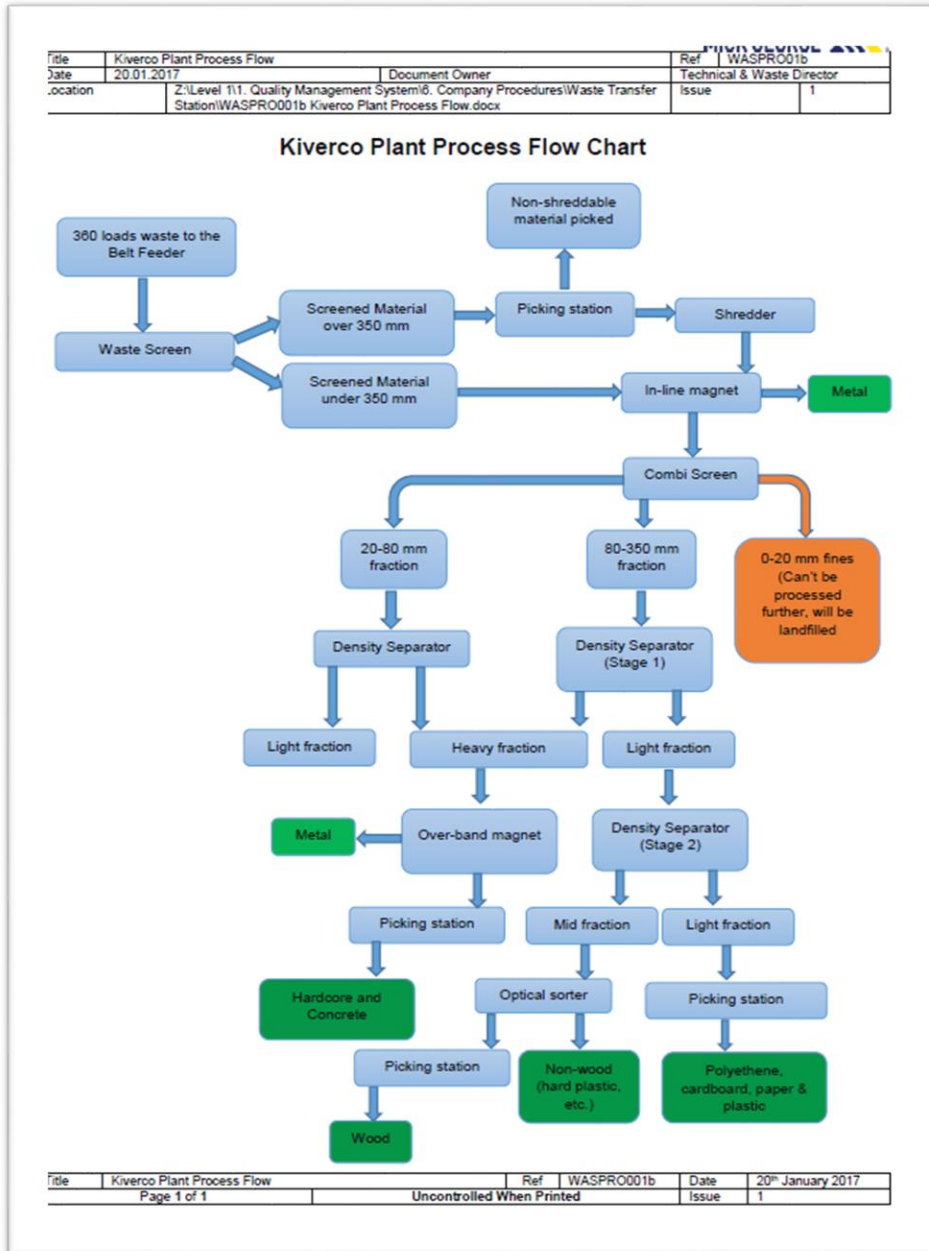 MICK GEORGE
Title Kiverco Plant Process Flow Ref WASPRO01b
Date 20.01.2017 Document Owner Technical & Waste Director
Location Z:\Level 1\1. Quality Management System\6. Company Procedures\Waste Transfer Issue 1
Station\WASPRO001b Kiverco Plant Process Flow.docx
Kiverco Plant Process Flow Chart
360 loads waste to the
Belt Feeder
Non-shreddable
material picked
Waste Screen
Screened Material
over 350 mm
Picking station
Shredder
Screened Material
under 350 mm
In-line magnet
Metal
Combi Screen
20-80 mm
fraction
80-350 mm
fraction
0-20 mm fines
(Can't be
processed
further, will be
landfilled
Density Separator
Density Separator
(Stage 1)
Light fraction
Heavy fraction
Light fraction
Metal
Over-band magnet
Density Separator
(Stage 2)
Picking station
Mid fraction
Light fraction
Hardcore and
Concrete
Optical sorter
Picking station
Picking station
Non-wood
(hard plastic,
etc.)
Polyethene,
cardboard, paper &
plastic
Wood
Title Kiverco Plant Process Flow Ref WASPRO001b Date 20th January 2017
Page 1 of 1 Uncontrolled When Printed Issue 1